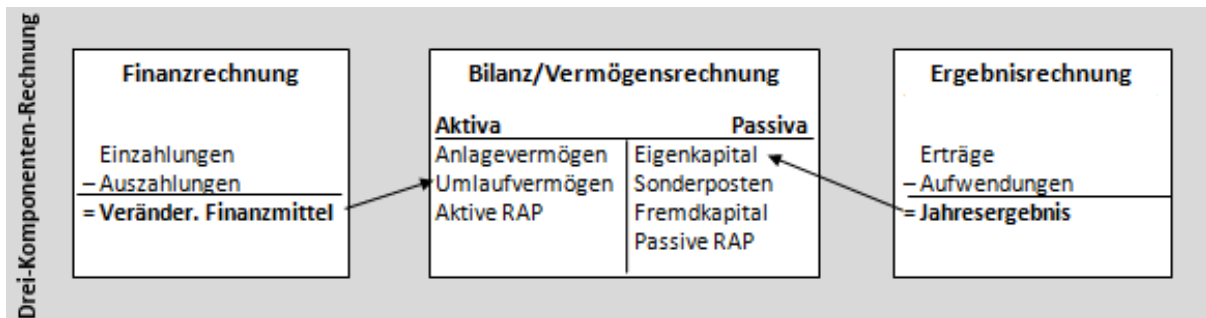 Drei-Komponenten-Rechnung
Finanzrechnung
Einzahlungen
– Auszahlungen
= Veränder. Finanzmittel
Bilanz/Vermögensrechnung
Aktiva Passiva
Anlagevermögen Eigenkapital
Umlaufvermögen Sonderposten
Aktive RAP Fremdkapital
Passive RAP
Ergebnisrechnung
Erträge
– Aufwendungen
= Jahresergebnis